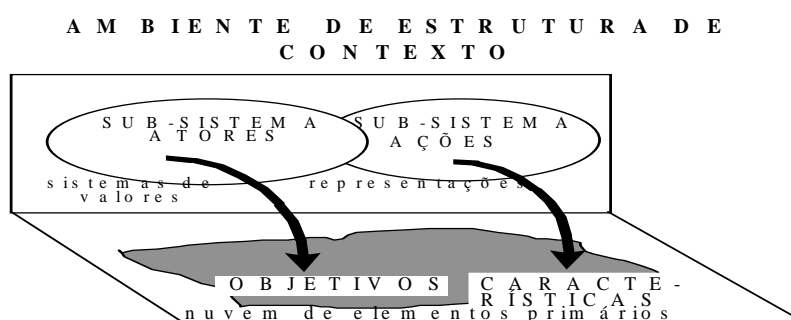 AMBIENTE DE ESTRUTURA DE
CONTEXTO
SUB-SISTEMA
ATORES
SUB-SISTEMA
AÇÕES
sistemas de
valores
representações
OBJETIVOS
CARACTE-
RÍSTICAS
nuvem de elementos primários